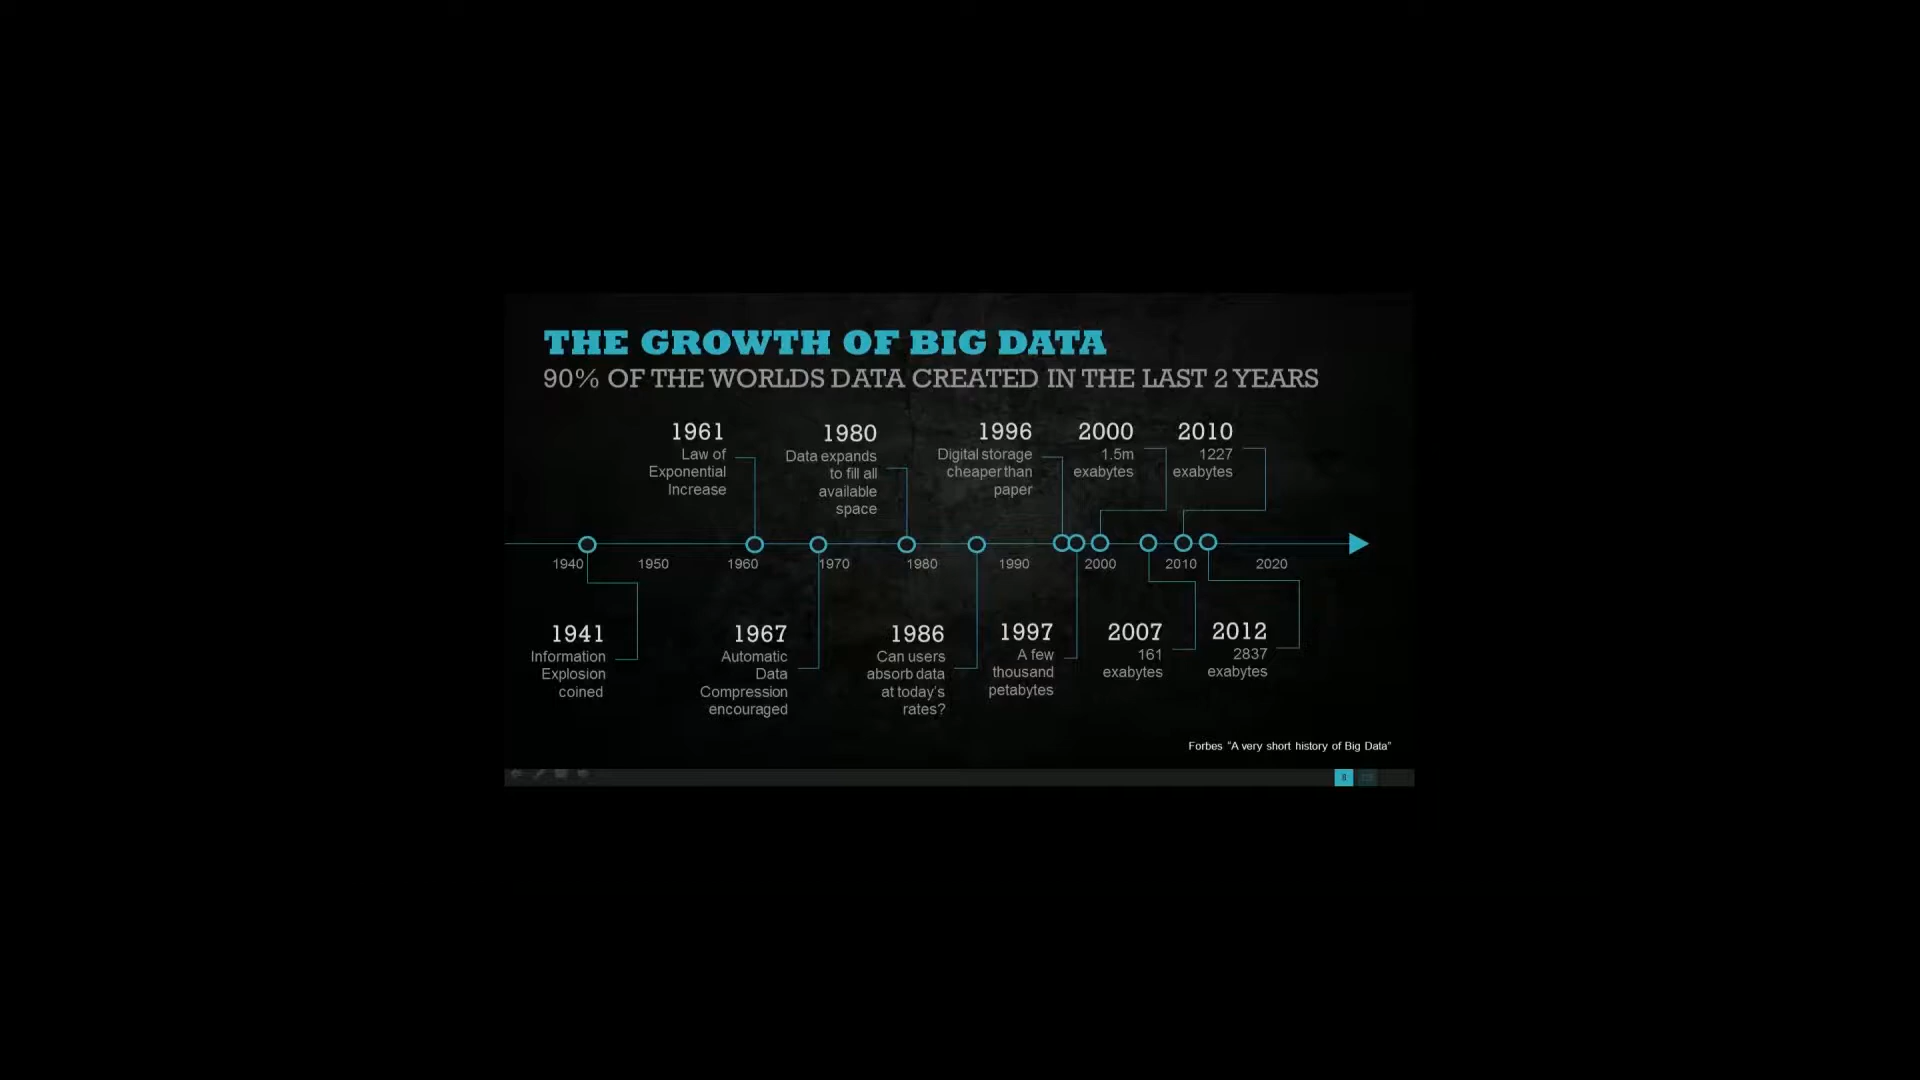 THE GROWTH OF BIG DATA
90% OF THE WORLDS DATA CREATED IN THE LAST 2 YEARS
1961
Law of
Exponential
Increase
1980
Data expands
to fill all
available
space
1996
Digital storage
cheaper than
paper
2000
1.5m
exabytes
2010
1227
exabytes
1940 1950 1960 1970 1980 1990 2000 2010 2020
1941
Information
Explosion
coined
1967
Automatic
Data
Compression
encouraged
1986
Can users
absorb data
at today's
rates?
1997
A few
thousand
petabytes
2007
161
exabytes
2012
2837
exabytes
Forbes "A very short history of Big Data"